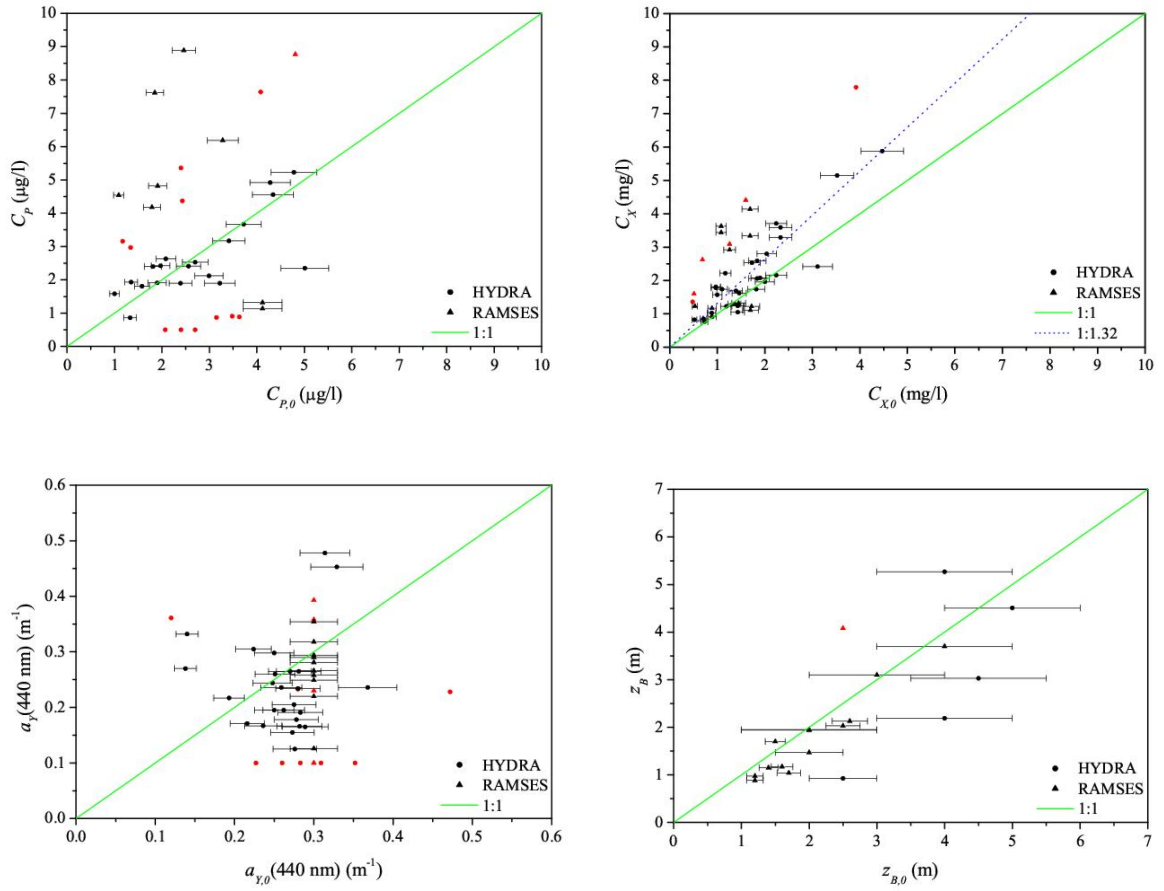 10
9
8
7
6
5
4
3
2
1
0
C_P (µg/l)
HYDRA
RAMSES
1:1
0 1 2 3 4 5 6 7 8 9 10
C_{P,0} (µg/l)
10
9
8
7
6
5
4
3
2
1
0
C_X (mg/l)
HYDRA
RAMSES
1:1
1:1.32
0 1 2 3 4 5 6 7 8 9 10
C_{X,0} (mg/l)
0.6
0.5
0.4
0.3
0.2
0.1
0.0
a_Y(440 nm) (m⁻¹)
HYDRA
RAMSES
1:1
0.0 0.1 0.2 0.3 0.4 0.5 0.6
a_{Y,0}(440 nm) (m⁻¹)
7
6
5
4
3
2
1
0
z_B (m)
HYDRA
RAMSES
1:1
0 1 2 3 4 5 6 7
z_{B,0} (m)